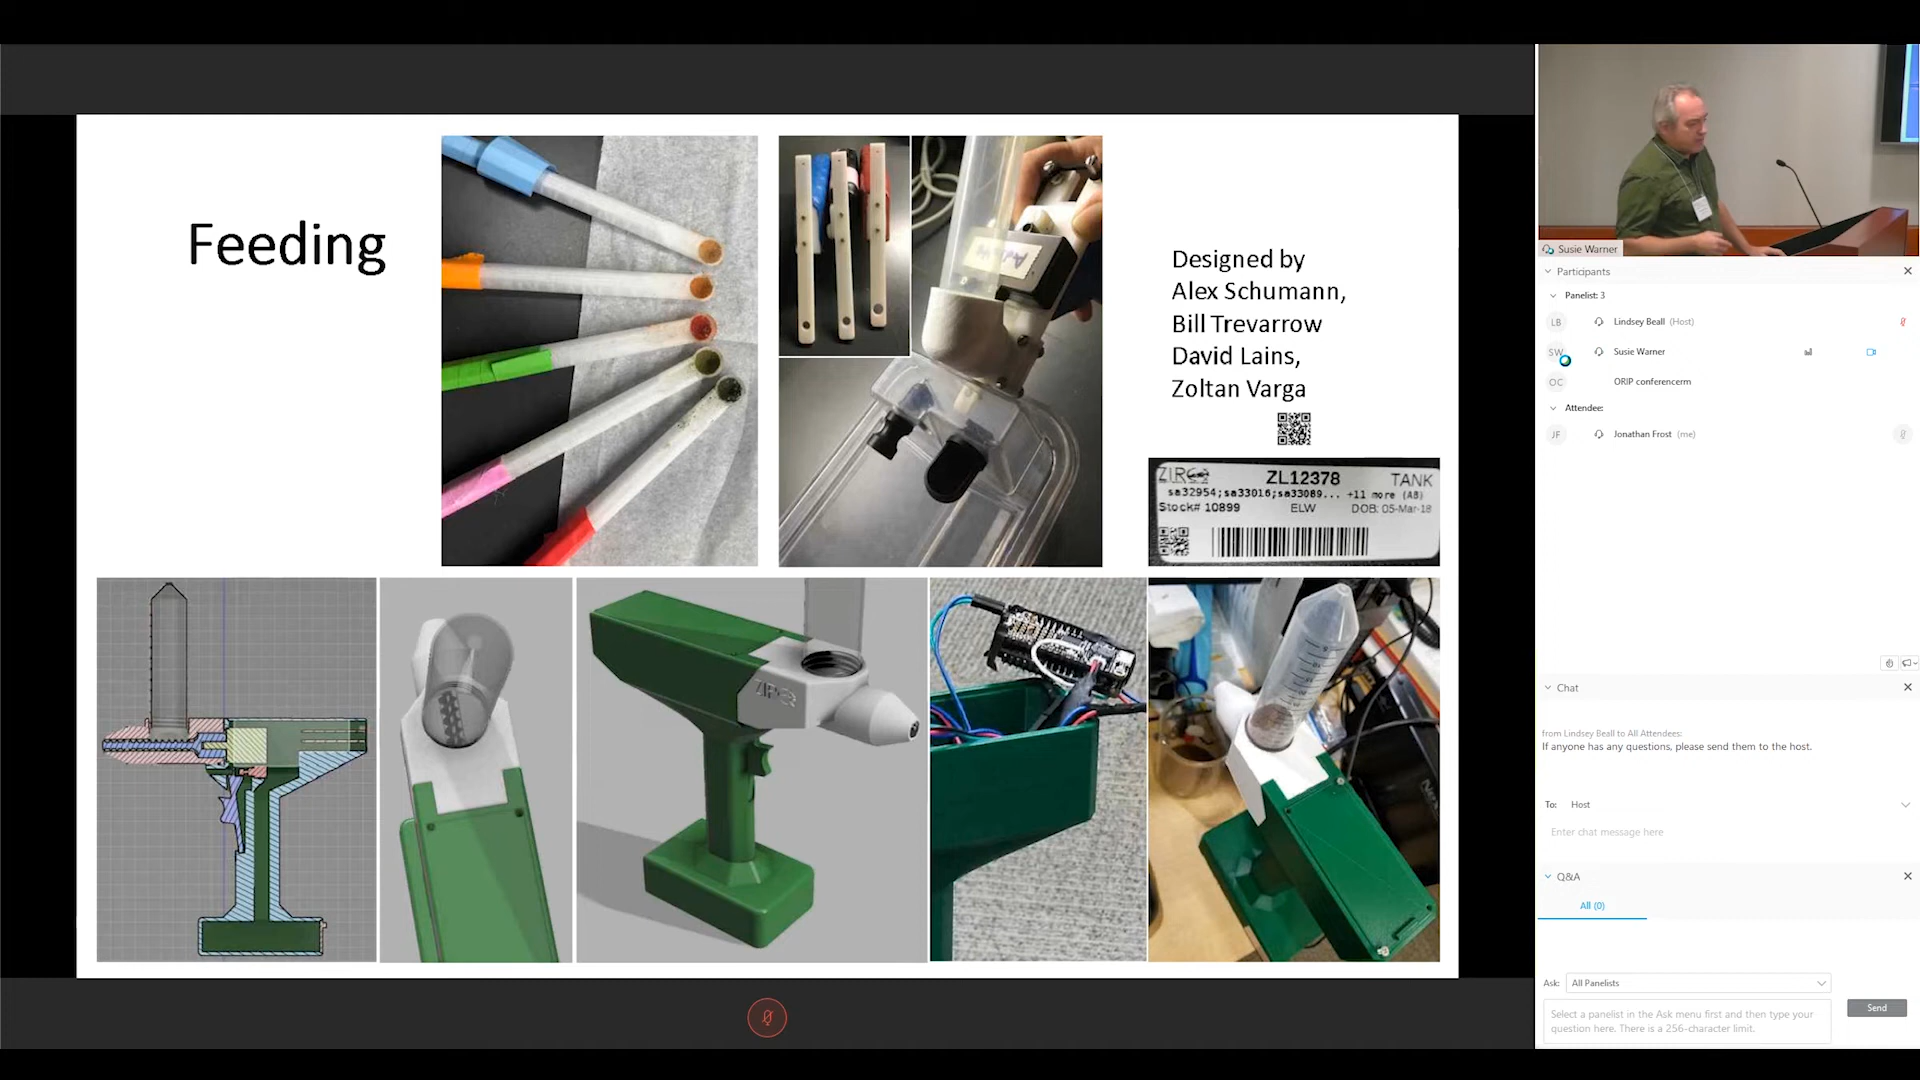 Feeding
Designed by
Alex Schumann,
Bill Trevarrow
David Lains,
Zoltan Varga
ZIRC
ZL12378
TANK
sa32954;sa33016;sa33089... +11 more (AB)
Stock# 10899
ELW
DOB: 05-Mar-18
ZIRC
Susie Warner
Participants
Panelist: 3
LB
Lindsey Beall (Host)
SW
Susie Warner
OC
ORIP conferencerm
Attendee:
JF
Jonathan Frost (me)
Chat
from Lindsey Beall to All Attendees:
If anyone has any questions, please send them to the host.
To:
Host
Enter chat message here
Q&A
All (0)
Ask:
All Panelists
Select a panelist in the Ask menu first and then type your
question here. There is a 256-character limit.
Send